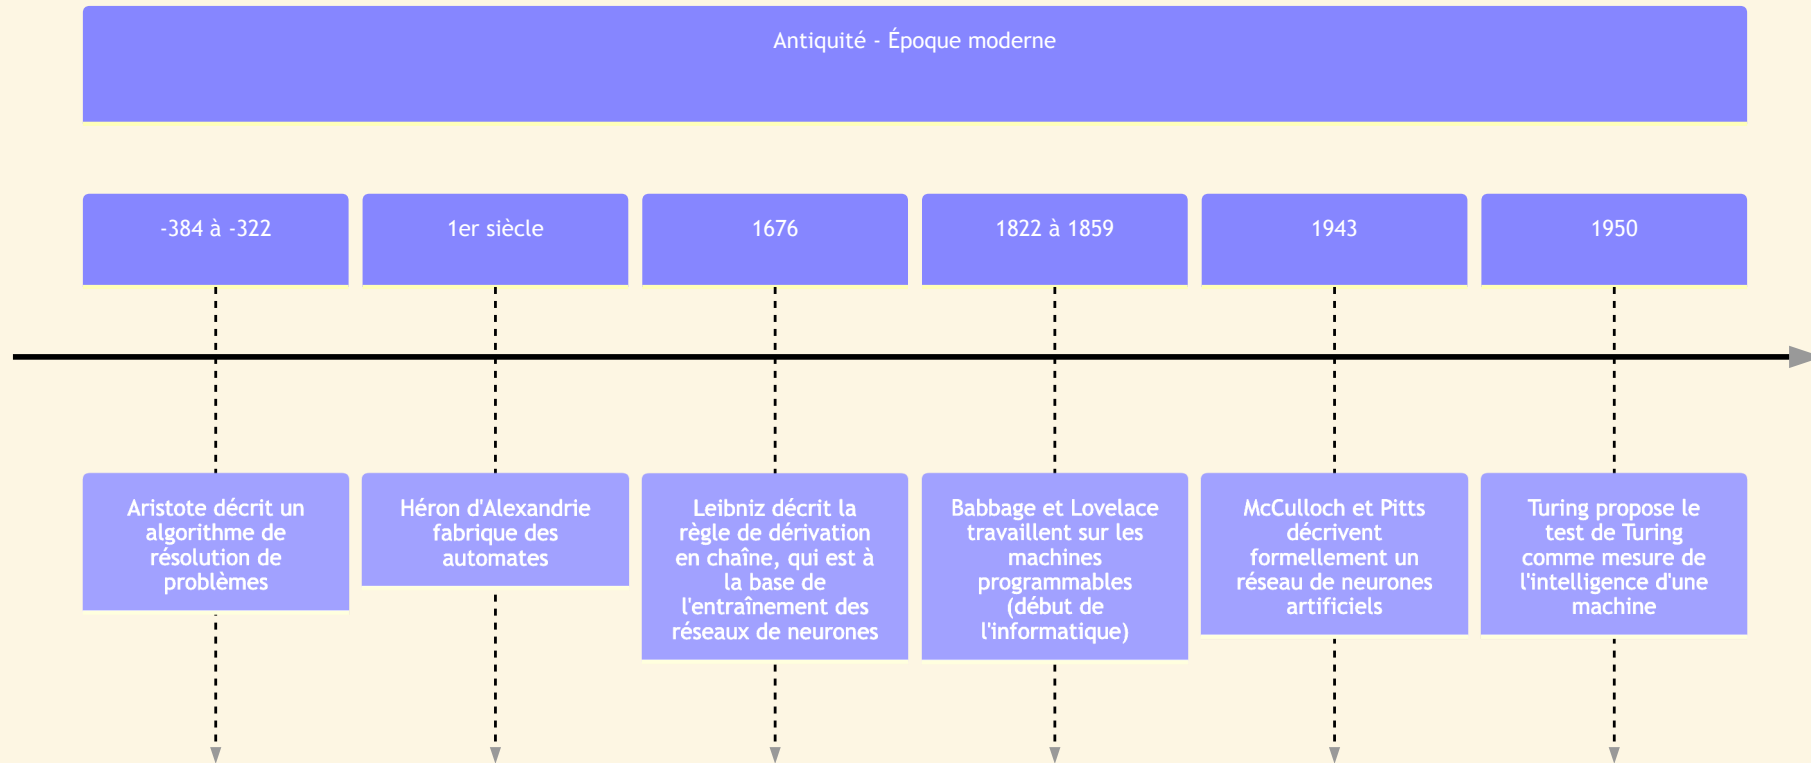 Antiquité - Époque moderne
-384 à -322
1er siècle
1676
1822 à 1859
1943
1950
Aristote décrit un
algorithme de
résolution de
problèmes
Héron d'Alexandrie
fabrique des
automates
Leibniz décrit la
règle de dérivation
en chaîne, qui est à
la base de
l'entraînement des
réseaux de neurones
Babbage et Lovelace
travaillent sur les
machines
programmables
(début de
l'informatique)
McCulloch et Pitts
décrivent
formellement un
réseau de neurones
artificiels
Turing propose le
test de Turing
comme mesure de
l'intelligence d'une
machine